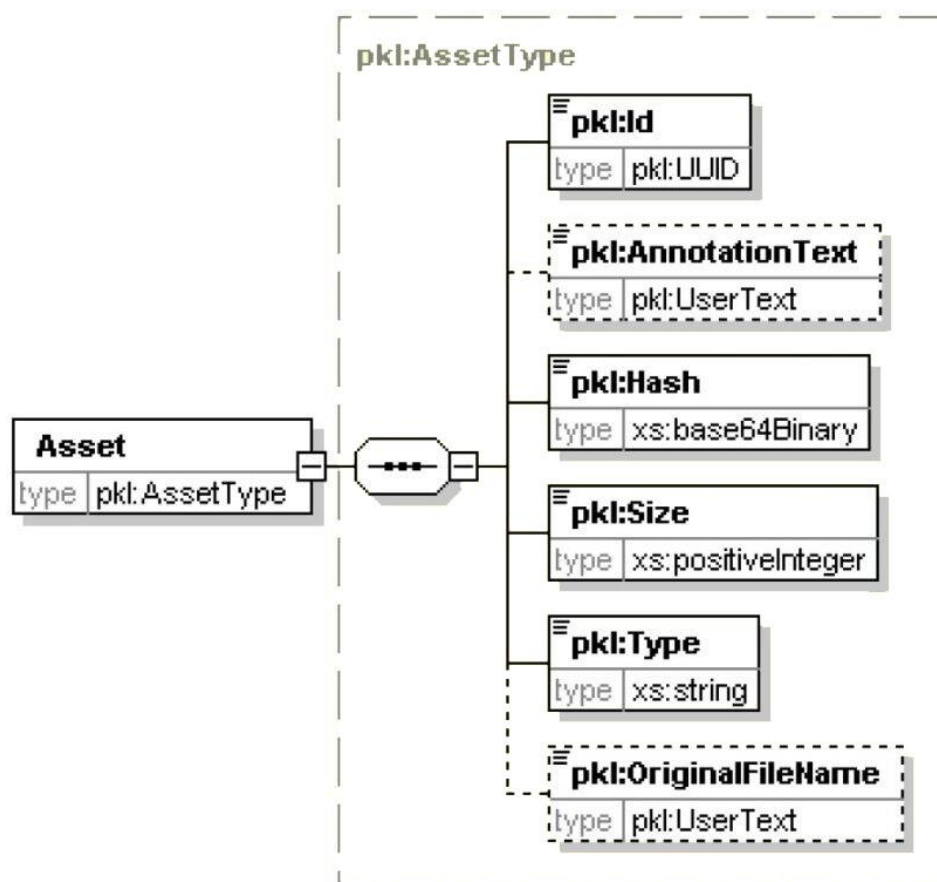 pkl:AssetType
pkl:Id
type pkl:UUID
pkl:AnnotationText
type pkl:UserText
pkl:Hash
type xs:base64Binary
Asset
type pkl:AssetType
pkl:Size
type xs:positiveInteger
pkl:Type
type xs:string
pkl:OriginalFileName
type pkl:UserText